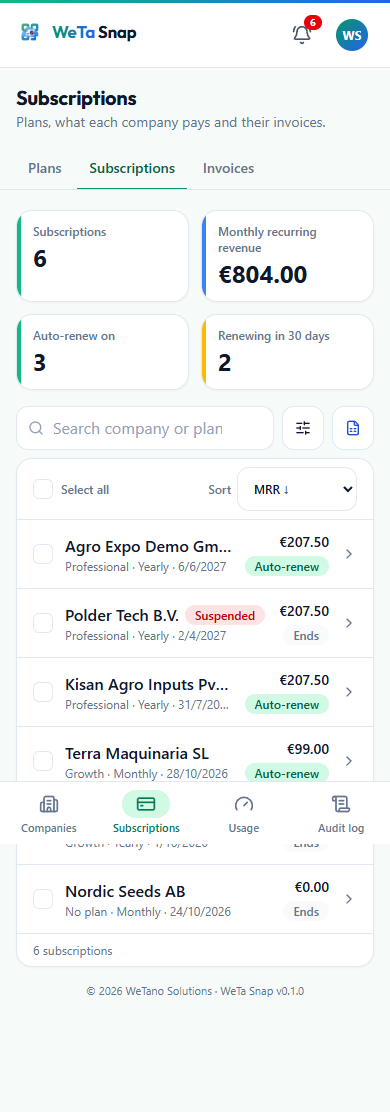 WeTa Snap
6
WS
Subscriptions
Plans, what each company pays and their invoices.
Plans Subscriptions Invoices
Subscriptions
6
Monthly recurring
revenue
€804.00
Auto-renew on
3
Renewing in 30 days
2
Search company or plan
Select all Sort MRR ↓
Agro Expo Demo Gm... €207.50
Professional · Yearly · 6/6/2027 Auto-renew
Polder Tech B.V. Suspended €207.50
Professional · Yearly · 2/4/2027 Ends
Kisan Agro Inputs Pv... €207.50
Professional · Yearly · 31/7/20... Auto-renew
Terra Maquinaria SL €99.00
Growth · Monthly · 28/10/2026 Auto-renew
Companies Subscriptions Usage Audit log
Nordic Seeds AB €0.00
No plan · Monthly · 24/10/2026 Ends
6 subscriptions
© 2026 WeTano Solutions · WeTa Snap v0.1.0